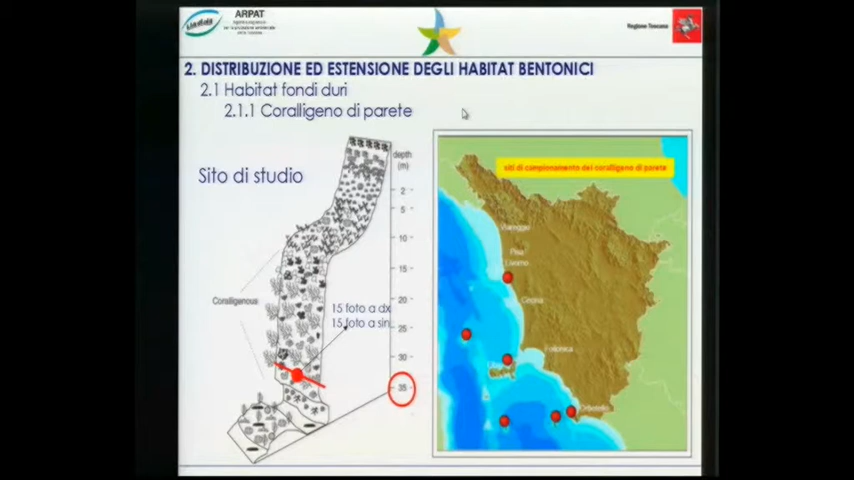 ARPAT
Regione Toscana
2. DISTRIBUZIONE ED ESTENSIONE DEGLI HABITAT BENTONICI
2.1 Habitat fondi duri
2.1.1 Coralligeno di parete
Sito di studio
depth
(m)
2
5
10
15
20
25
30
35
Coralligenous
15 foto a dx
15 foto a sin
siti di campionamento del coralligeno di parete
Viareggio
Pisa
Livorno
Cecina
Follonica
Orbetello